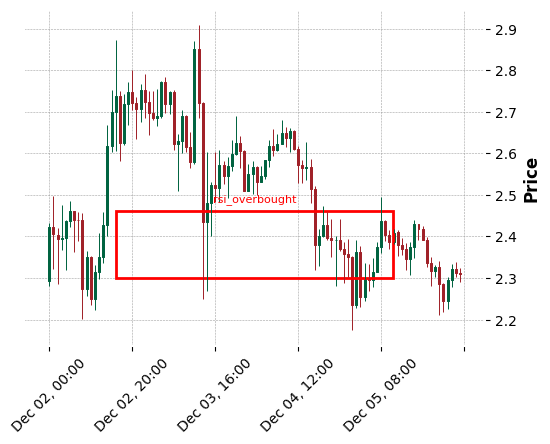 2.9
2.8
2.7
2.6
2.5
2.4
2.3
2.2
Price
rsi_overbought
Dec 02, 00:00
Dec 02, 20:00
Dec 03, 16:00
Dec 04, 12:00
Dec 05, 08:00